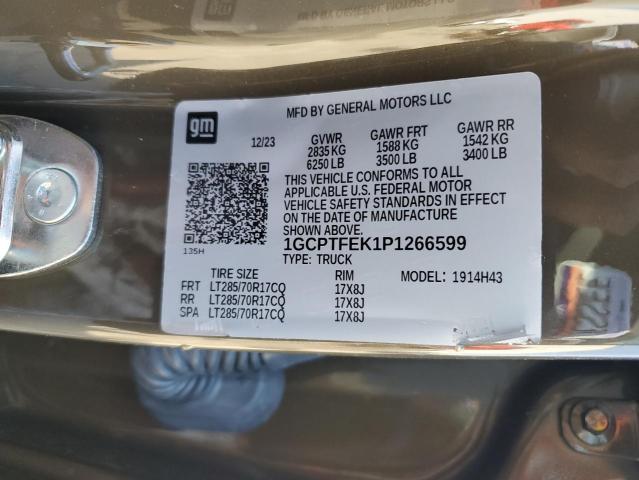 MFD BY GENERAL MOTORS LLC
gm
12/23
GVWR
2835 KG
6250 LB
GAWR FRT
1588 KG
3500 LB
GAWR RR
1542 KG
3400 LB
THIS VEHICLE CONFORMS TO ALL
APPLICABLE U.S. FEDERAL MOTOR
VEHICLE SAFETY STANDARDS IN EFFECT
ON THE DATE OF MANUFACTURE
SHOWN ABOVE.
1GCPTFEK1P1266599
TYPE: TRUCK
135H
TIRE SIZE RIM MODEL: 1914H43
FRT LT285/70R17CQ 17X8J
RR LT285/70R17CQ 17X8J
SPA LT285/70R17CQ 17X8J